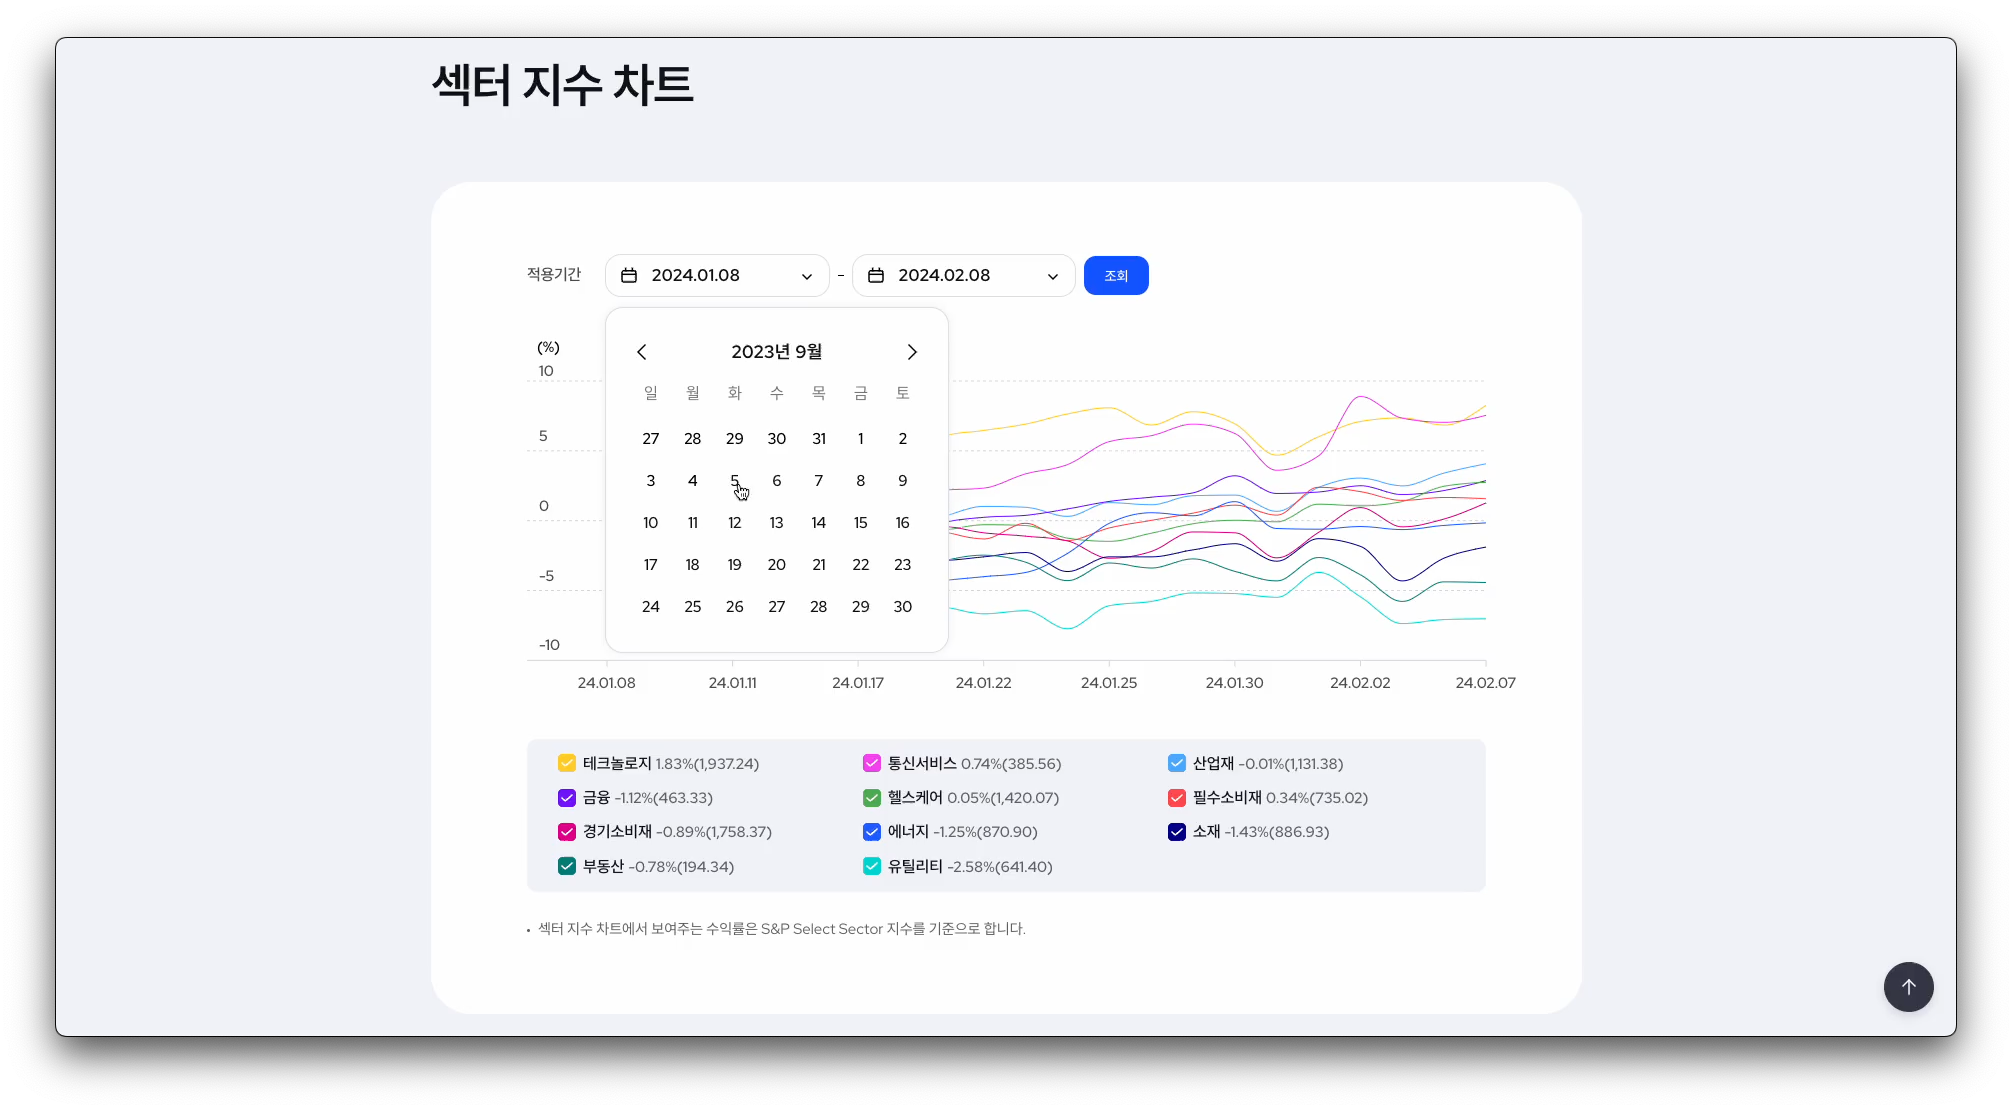 섹터 지수 차트
적용기간 2024.01.08 - 2024.02.08 조회
2023년 9월
일 월 화 수 목 금 토
27 28 29 30 31 1 2
3 4 5 6 7 8 9
10 11 12 13 14 15 16
17 18 19 20 21 22 23
24 25 26 27 28 29 30
(%)
10
5
0
-5
-10
24.01.08 24.01.11 24.01.17 24.01.22 24.01.25 24.01.30 24.02.02 24.02.07
테크놀로지 1.83%(1,937.24) 통신서비스 0.74%(385.56) 산업재 -0.01%(1,131.38)
금융 -1.12%(463.33) 헬스케어 0.05%(1,420.07) 필수소비재 0.34%(735.02)
경기소비재 -0.89%(1,758.37) 에너지 -1.25%(870.90) 소재 -1.43%(886.93)
부동산 -0.78%(194.34) 유틸리티 -2.58%(641.40)
• 섹터 지수 차트에서 보여주는 수익률은 S&P Select Sector 지수를 기준으로 합니다.